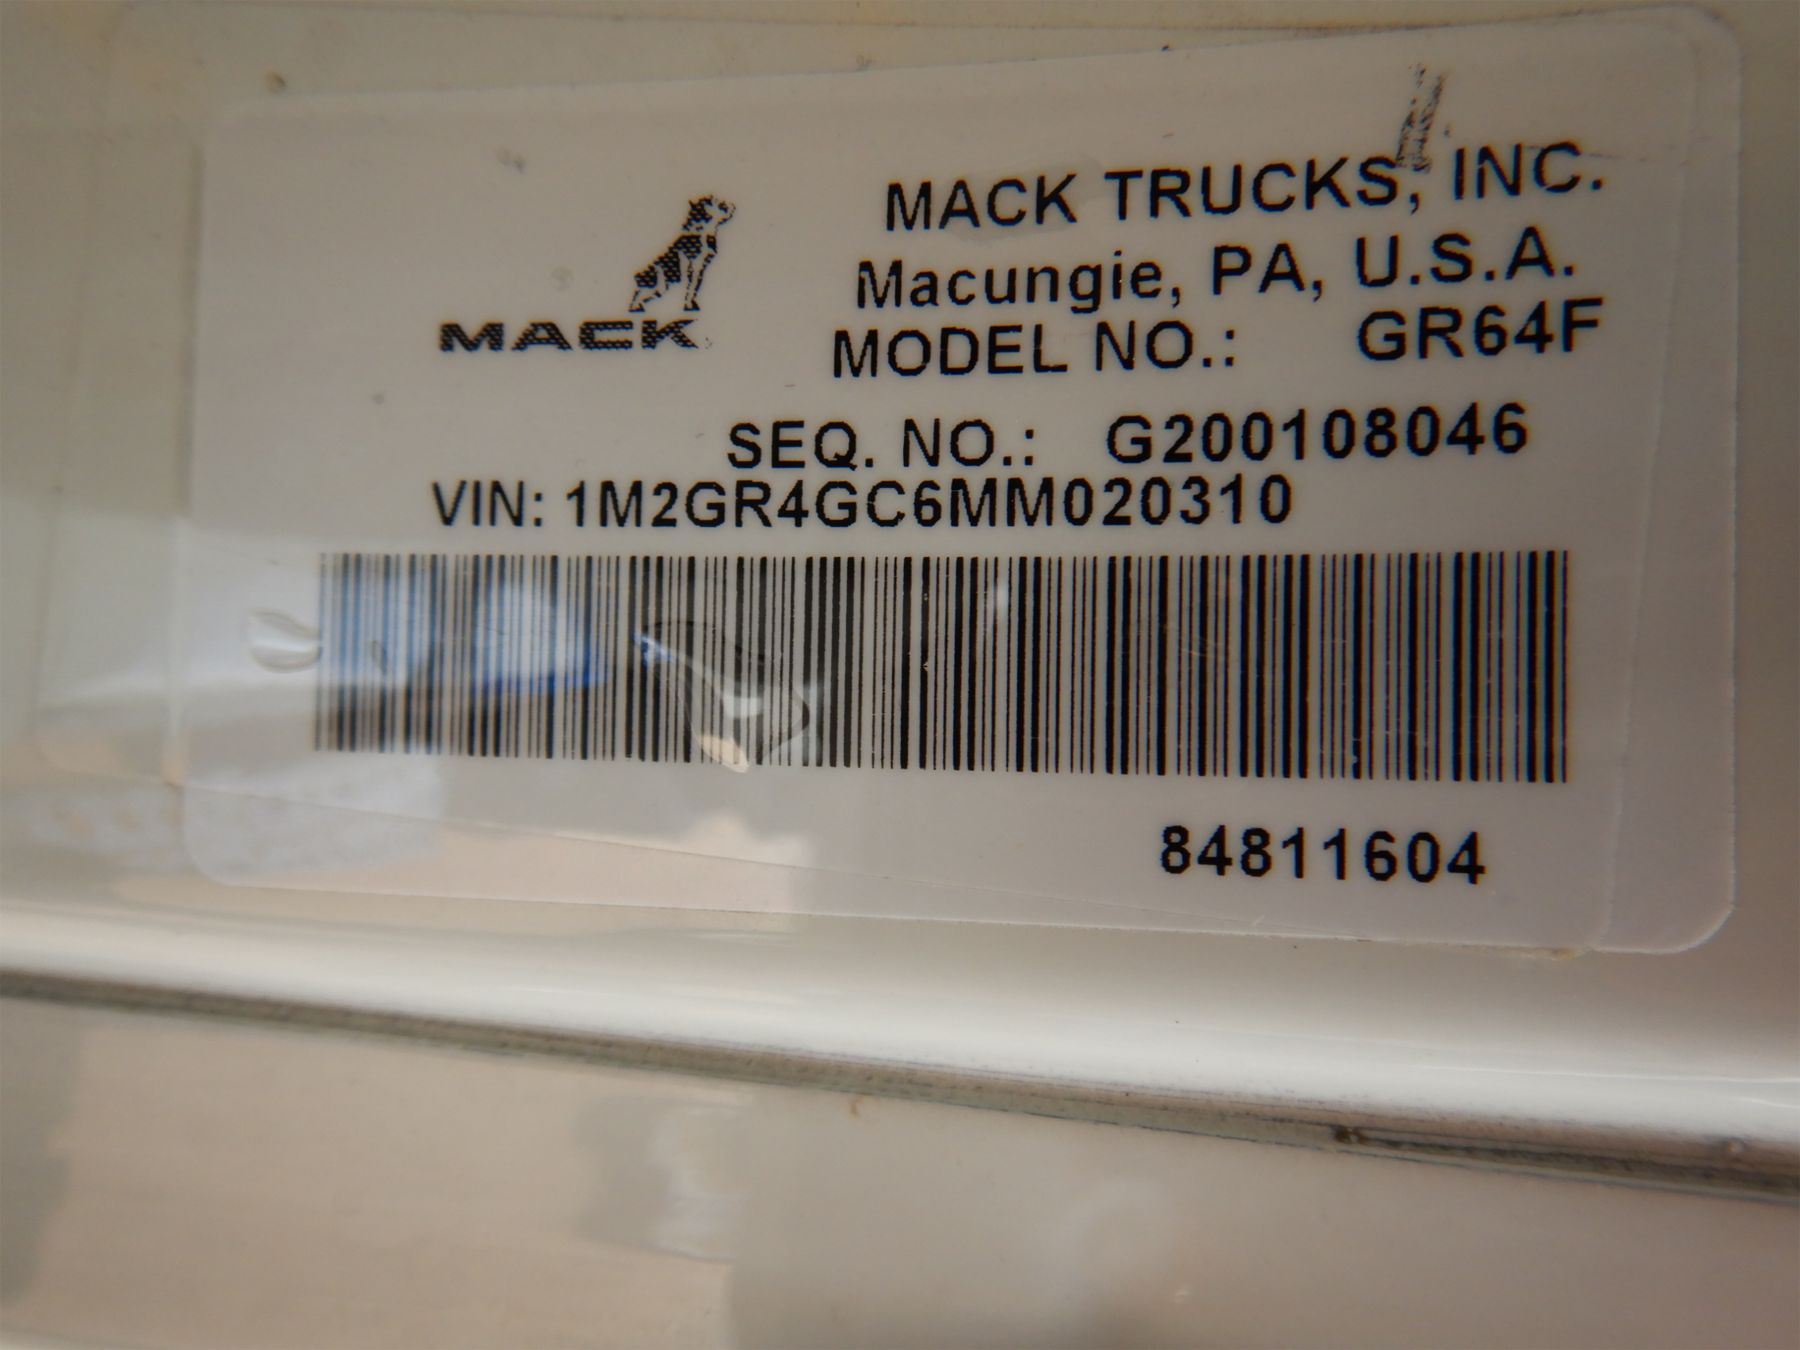 MACK
MACK TRUCKS, INC.
Macungie, PA, U.S.A.
MODEL NO.: GR64F
SEQ. NO.: G200108046
VIN: 1M2GR4GC6MM020310
84811604